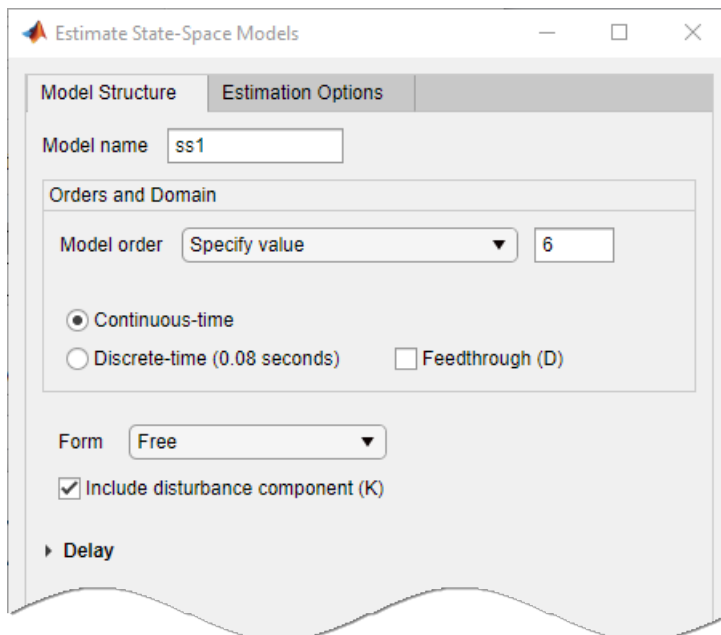 Estimate State-Space Models
Model Structure Estimation Options
Model name ss1
Orders and Domain
Model order Specify value 6
Continuous-time
Discrete-time (0.08 seconds) Feedthrough (D)
Form Free
Include disturbance component (K)
Delay